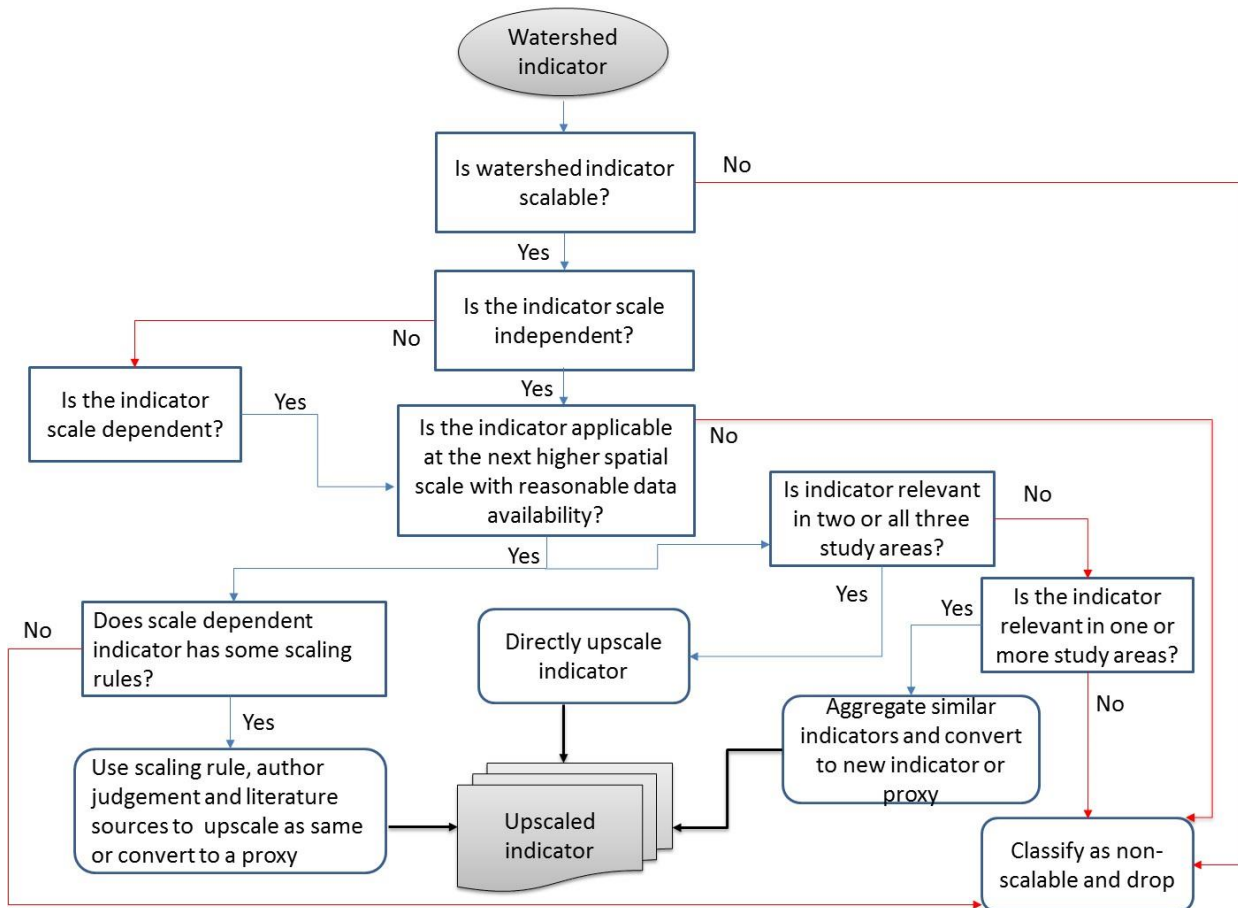 Watershed
indicator
Is watershed indicator
scalable?
No
Yes
Is the indicator scale
independent?
No
Yes
Is the indicator
scale dependent?
Yes
Is the indicator applicable
at the next higher spatial
scale with reasonable data
availability?
No
Yes
Is indicator relevant
in two or all three
study areas?
No
Yes
Does scale dependent
indicator has some scaling
rules?
No
Yes
Directly upscale
indicator
Is the indicator
relevant in one or
more study areas?
Yes
No
Use scaling rule, author
judgement and literature
sources to upscale as same
or convert to a proxy
Upscaled
indicator
Aggregate similar
indicators and convert
to new indicator or
proxy
Classify as non-
scalable and drop